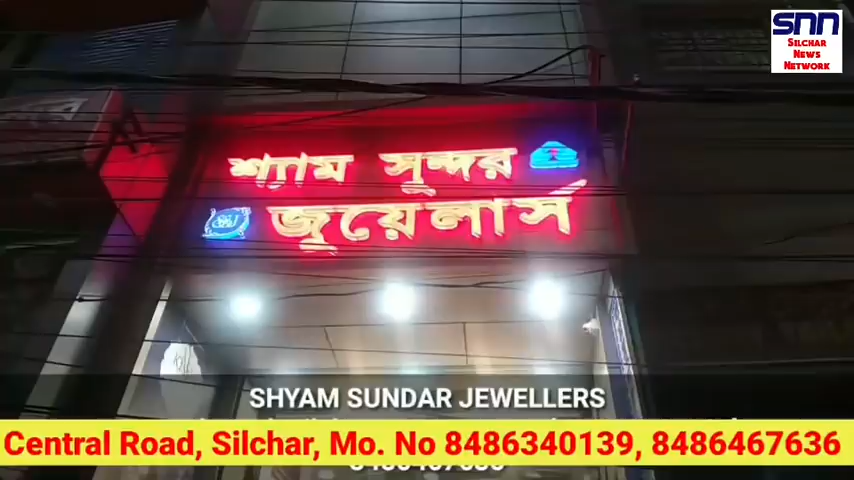 SNN
SILCHAR
NEWS
NETWORK
শ্যাম সুন্দর
জুয়েলার্স
SHYAM SUNDAR JEWELLERS
Central Road, Silchar, Mo. No 8486340139, 8486467636